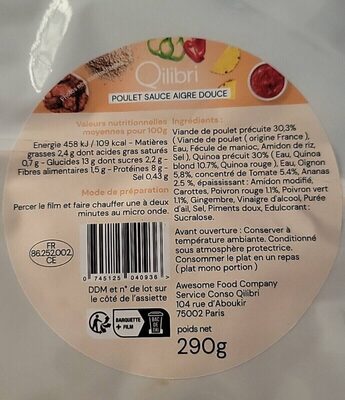 Qilibri
POULET SAUCE AIGRE DOUCE
Valeurs nutritionnelles
moyennes pour 100g
Energie 458 kJ / 109 kcal - Matières
grasses 2,4 g dont acides gras saturés
0,7 g - Glucides 13 g dont sucres 2,2 g -
Fibres alimentaires 1,5 g - Protéines 8 g -
Sel 0,43 g
Mode de préparation
Percer le film et faire chauffer une à deux
minutes au micro onde.
Ingrédients :
Viande de poulet précuite 30,3%
( Viande de poulet ( origine France ),
Eau, Fécule de manioc, Amidon de riz,
Sel ), Quinoa précuit 30% ( Eau, Quinoa
blond 10.7%, Quinoa rouge ), Eau, Oignon
5.8%, concentré de Tomate 5.4%, Ananas
2.5 %, épaississant : Amidon modifié,
Carottes, Poivron rouge 1.1%, Poivron vert
1.1%, Gingembre, Vinaigre d'alcool, Purée
d'ail, Sel, Piments doux, Edulcorant :
Sucralose.
FR
86.252.002
CE
0 745125 040936 >
DDM et n° de lot sur
le côté de l'assiette
BARQUETTE
+ FILM
BAC DE
TRI
Avant ouverture : Conserver à
température ambiante. Conditionné
sous atmosphère protectrice.
Consommer le plat en un repas
( plat mono portion )
Awesome Food Company
Service Conso Qilibri
104 rue d'Aboukir
75002 Paris
poids net
290g